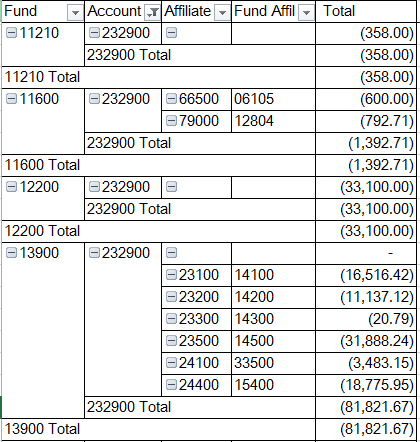 Fund Account Affiliate Fund Affil Total
11210 232900 (358.00)
232900 Total (358.00)
11210 Total (358.00)
11600 232900 66500 06105 (600.00)
79000 12804 (792.71)
232900 Total (1,392.71)
11600 Total (1,392.71)
12200 232900 (33,100.00)
232900 Total (33,100.00)
12200 Total (33,100.00)
13900 232900 -
23100 14100 (16,516.42)
23200 14200 (11,137.12)
23300 14300 (20.79)
23500 14500 (31,888.24)
24100 33500 (3,483.15)
24400 15400 (18,775.95)
232900 Total (81,821.67)
13900 Total (81,821.67)